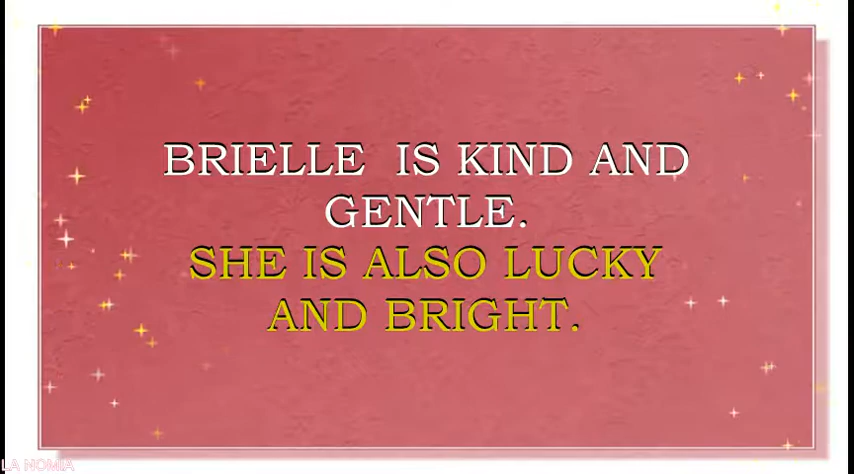 BRIELLE IS KIND AND
GENTLE.
SHE IS ALSO LUCKY
AND BRIGHT.
LA NOMIA